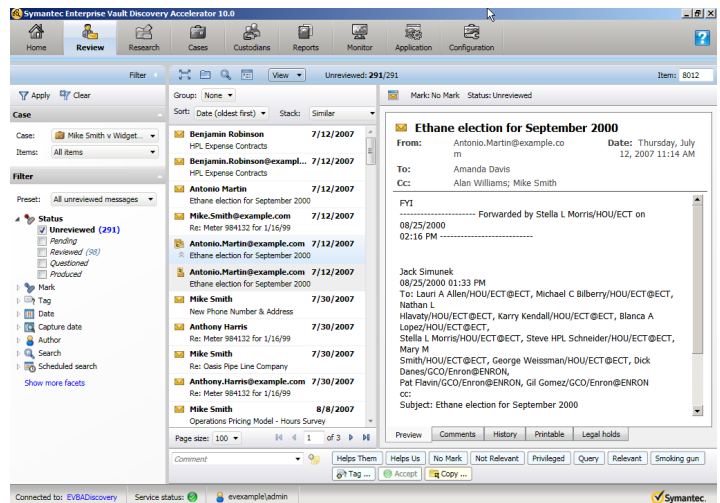 Symantec Enterprise Vault Discovery Accelerator 10.0
Home Review Research Cases Custodians Reports Monitor Application Configuration
Filter
View
Unreviewed: 291/291
Item: 8012
Apply Clear
Case
Case: Mike Smith v Widget...
Items: All items
Filter
Preset: All unreviewed messages
Status
Unreviewed (291)
Pending
Reviewed (98)
Questioned
Produced
Mark
Tag
Date
Capture date
Author
Search
Scheduled search
Show more facets
Group: None
Sort: Date (oldest first) Stack: Similar
Benjamin Robinson 7/12/2007
HPL Expense Contracts
Benjamin.Robinson@exampl... 7/12/2007
HPL Expense Contracts
Antonio Martin 7/12/2007
Ethane election for September 2000
Mike.Smith@example.com 7/12/2007
Re: Meter 984132 for 1/16/99
Antonio.Martin@example.com 7/12/2007
Ethane election for September 2000
Antonio.Martin@example.com 7/12/2007
Ethane election for September 2000
Mike Smith 7/30/2007
New Phone Number & Address
Anthony Harris 7/30/2007
Re: Meter 984132 for 1/16/99
Mike Smith 7/30/2007
Re: Oasis Pipe Line Company
Anthony.Harris@example.com 7/30/2007
Re: Meter 984132 for 1/16/99
Mike Smith 8/8/2007
Operations Pricing Model - Hours Survey
Page size: 100 1 of 3
Mark: No Mark Status: Unreviewed
Ethane election for September 2000
From: Antonio.Martin@example.co
m
Date: Thursday, July
12, 2007 11:14 AM
To: Amanda Davis
Cc: Alan Williams; Mike Smith
FYI
---------------------- Forwarded by Stella L Morris/HOU/ECT on
08/25/2000
02:16 PM ---------------------------
Jack Simunek
08/25/2000 01:33 PM
To: Lauri A Allen/HOU/ECT@ECT, Michael C Bilberry/HOU/ECT@ECT,
Nathan L
Hlavaty/HOU/ECT@ECT, Karry Kendall/HOU/ECT@ECT, Blanca A
Lopez/HOU/ECT@ECT,
Stella L Morris/HOU/ECT@ECT, Steve HPL Schneider/HOU/ECT@ECT,
Mary M
Smith/HOU/ECT@ECT, George Weissman/HOU/ECT@ECT, Dick
Danes/GCO/Enron@ENRON,
Pat Flavin/GCO/Enron@ENRON, Gil Gomez/GCO/Enron@ENRON
cc:
Subject: Ethane election for September 2000
Preview Comments History Printable Legal holds
Comment
Helps Them Helps Us No Mark Not Relevant Privileged Query Relevant Smoking gun
Tag ... Accept Copy ...
Connected to: EVBADiscovery Service status: evexample\admin
Symantec.